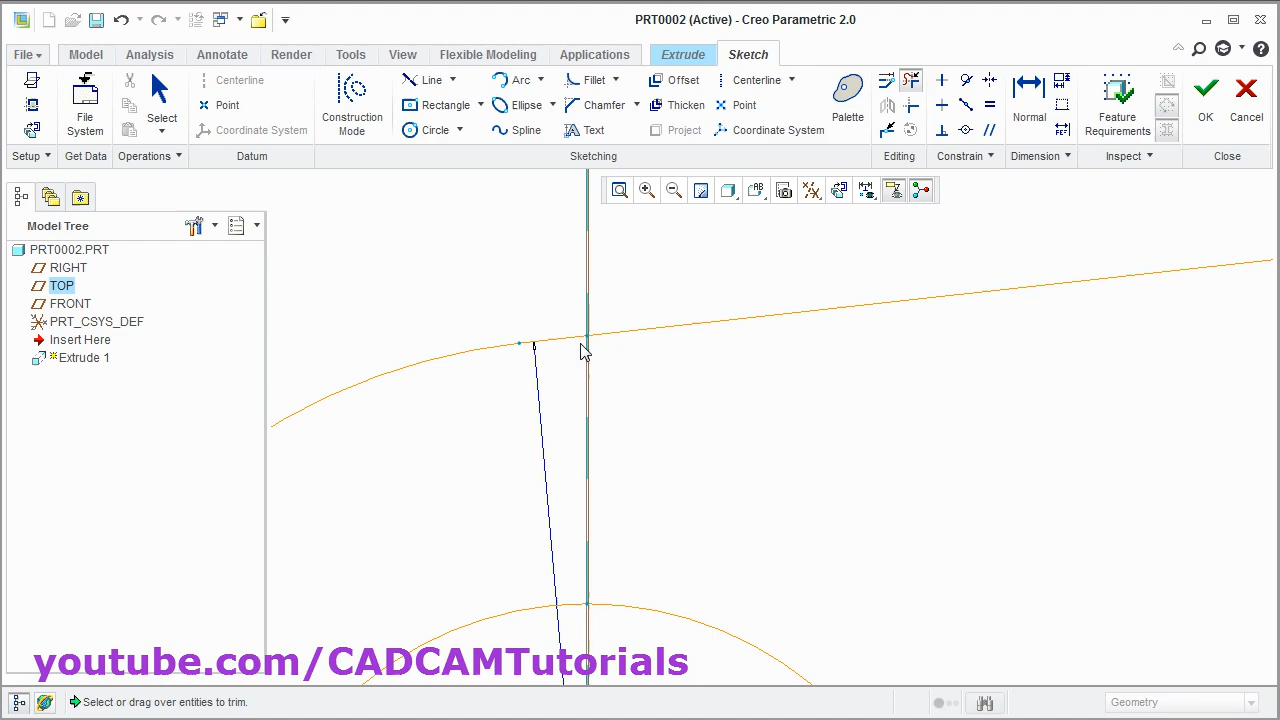 PRT0002 (Active) - Creo Parametric 2.0
File Model Analysis Annotate Render Tools View Flexible Modeling Applications Extrude Sketch
Centerline Line Arc Fillet Offset Centerline
File System Select Point Construction Mode Rectangle Ellipse Chamfer Thicken Point Palette Normal Feature Requirements OK Cancel
Coordinate System Circle Spline Text Project Coordinate System
Setup Get Data Operations Datum Sketching Editing Constrain Dimension Inspect Close
Model Tree
PRT0002.PRT
RIGHT
TOP
FRONT
PRT_CSYS_DEF
Insert Here
Extrude 1
youtube.com/CADCAMTutorials
Select or drag over entities to trim.
Geometry